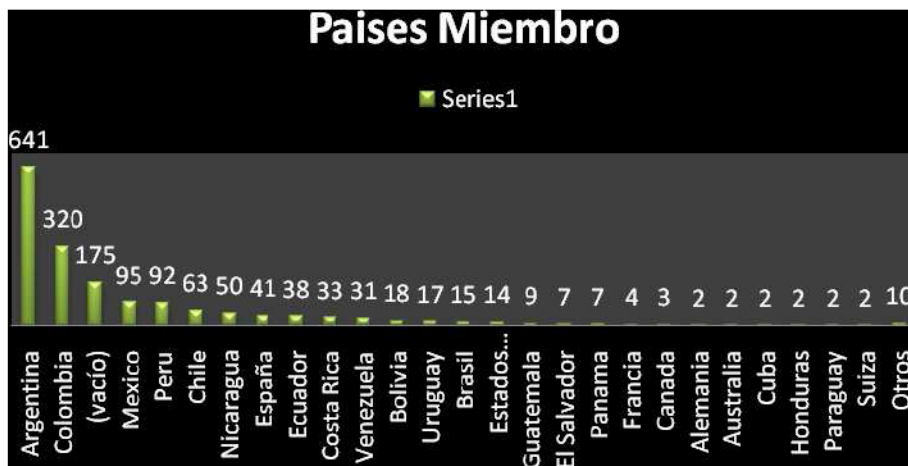 Paises Miembro
Series1
641
320
175
95
92
63
50
41
38
33
31
18
17
15
14
9
7
7
4
3
2
2
2
2
2
2
10
Argentina
Colombia
(vacío)
Mexico
Peru
Chile
Nicaragua
España
Ecuador
Costa Rica
Venezuela
Bolivia
Uruguay
Brasil
Estados...
Guatemala
El Salvador
Panama
Francia
Canada
Alemania
Australia
Cuba
Honduras
Paraguay
Suiza
Otros